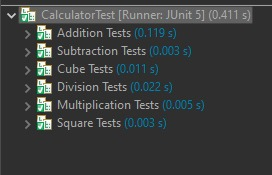 CalculatorTest [Runner: JUnit 5] (0.411 s)
Addition Tests (0.119 s)
Subtraction Tests (0.003 s)
Cube Tests (0.011 s)
Division Tests (0.022 s)
Multiplication Tests (0.005 s)
Square Tests (0.003 s)